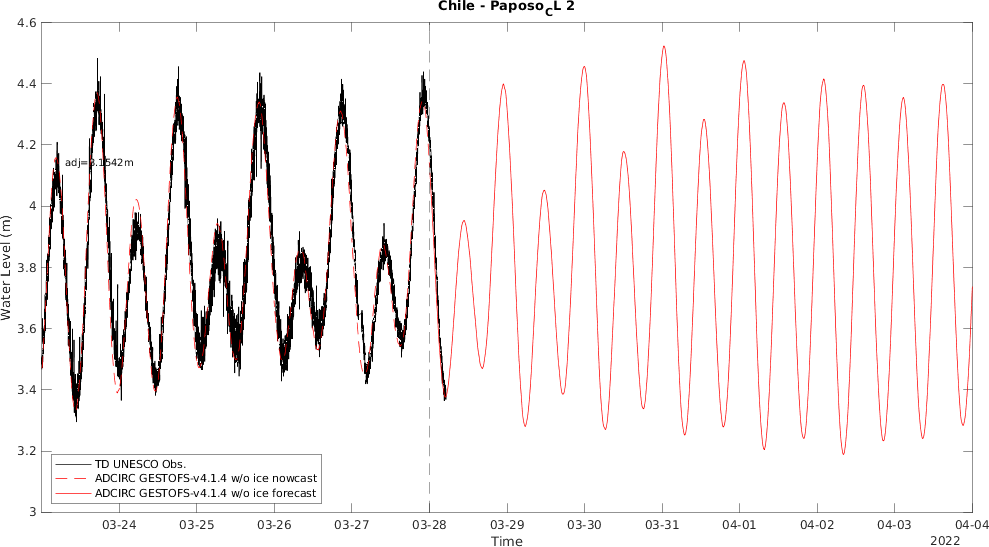 Chile - Paposo_CL 2
4.6
4.4
4.2
4
3.8
3.6
3.4
3.2
3
Water Level (m)
adj=3.1542m
TD UNESCO Obs.
ADCIRC GESTOFS-v4.1.4 w/o ice nowcast
ADCIRC GESTOFS-v4.1.4 w/o ice forecast
03-24 03-25 03-26 03-27 03-28 03-29 03-30 03-31 04-01 04-02 04-03 04-04
Time
2022